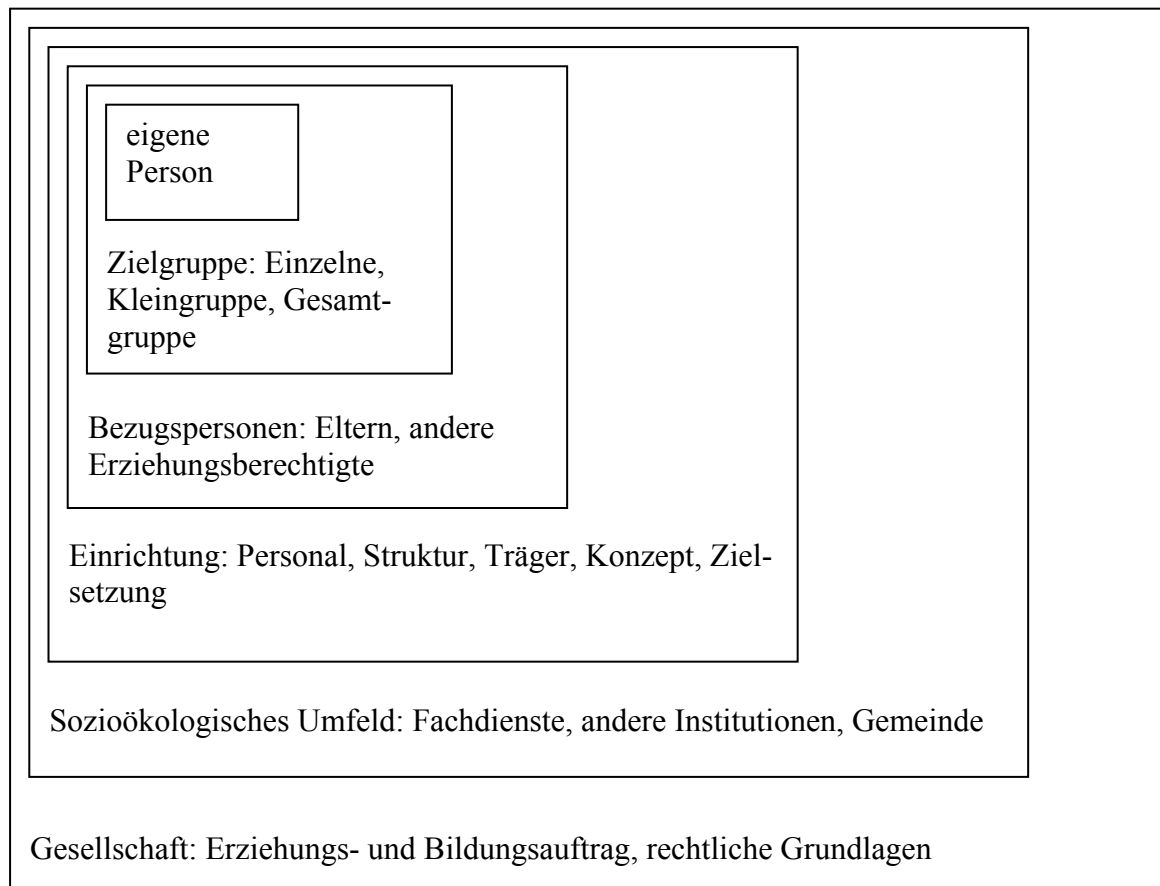 eigene
Person
Zielgruppe: Einzelne,
Kleingruppe, Gesamt-
gruppe
Bezugspersonen: Eltern, andere
Erziehungsberechtigte
Einrichtung: Personal, Struktur, Träger, Konzept, Ziel-
setzung
Sozioökologisches Umfeld: Fachdienste, andere Institutionen, Gemeinde
Gesellschaft: Erziehungs- und Bildungsauftrag, rechtliche Grundlagen